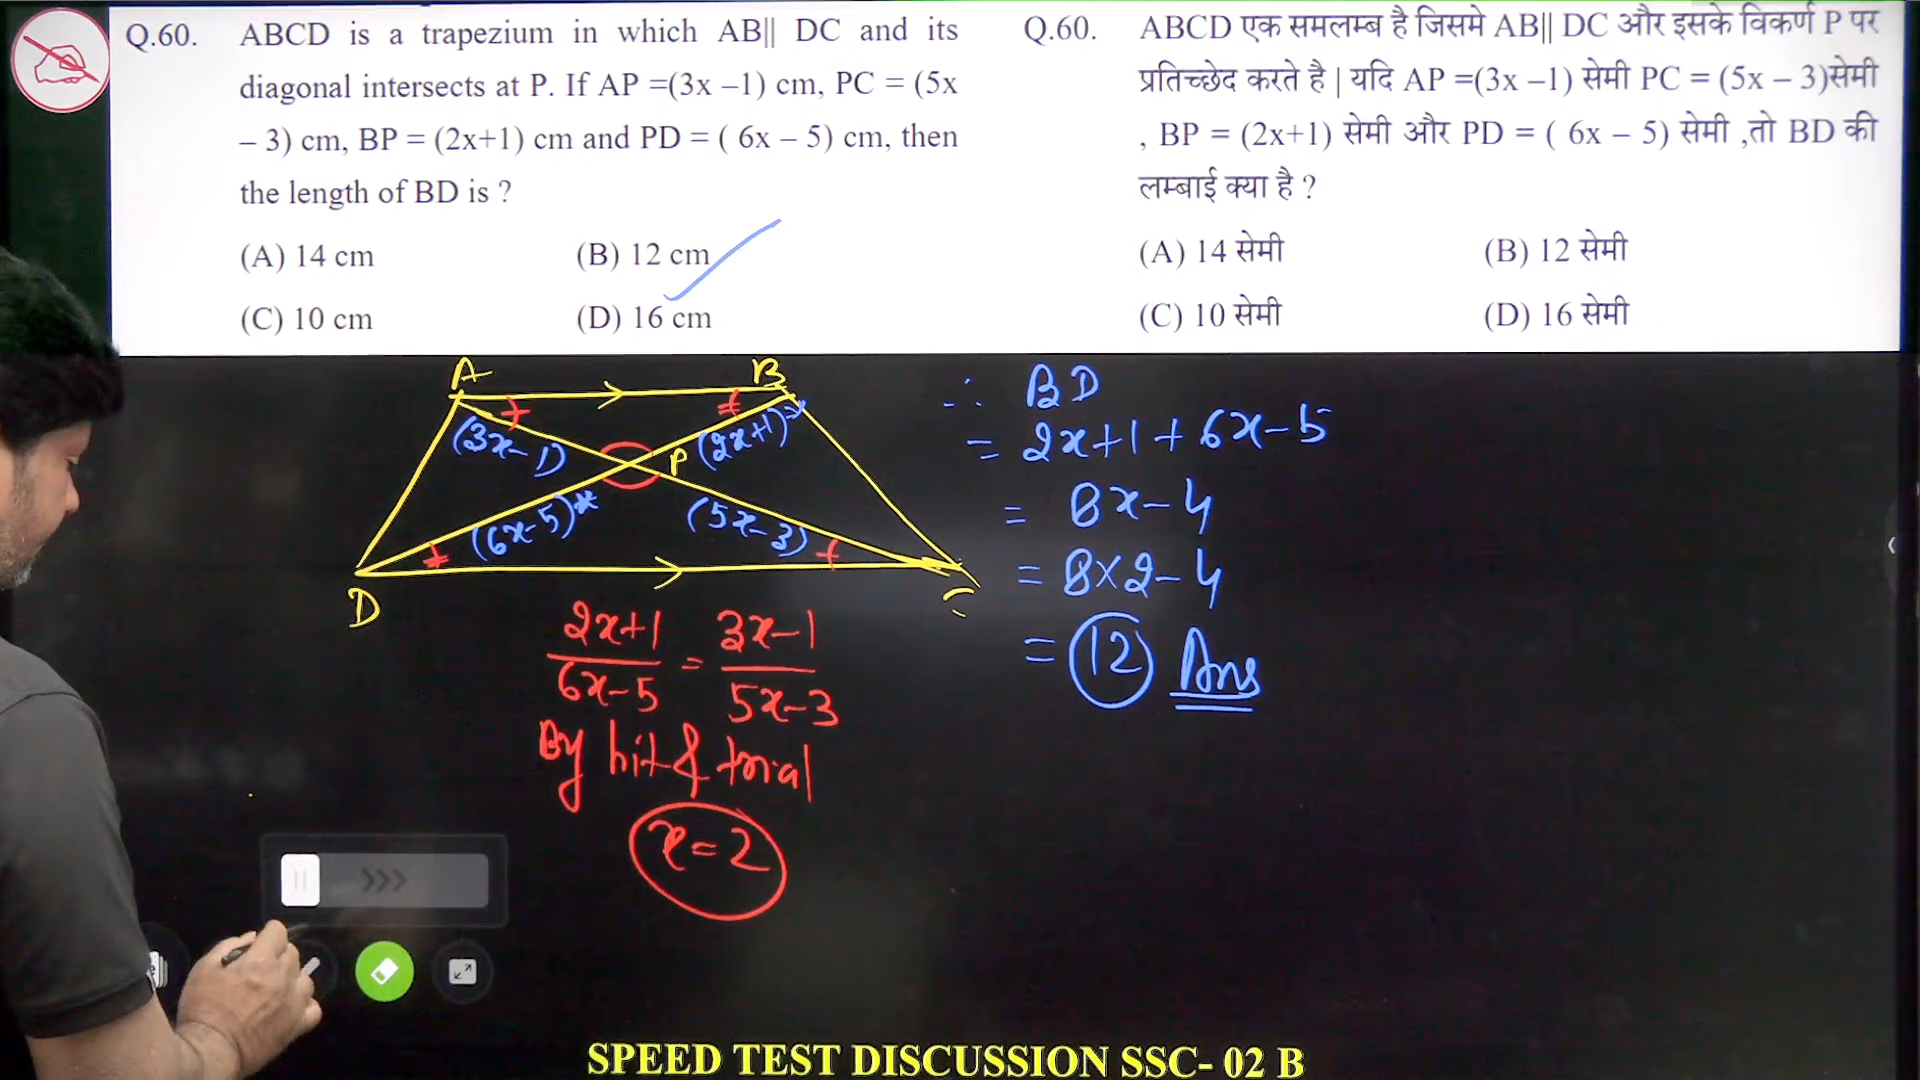 Q.60. ABCD is a trapezium in which AB|| DC and its
diagonal intersects at P. If AP =(3x –1) cm, PC = (5x
– 3) cm, BP = (2x+1) cm and PD = ( 6x – 5) cm, then
the length of BD is ?
(A) 14 cm (B) 12 cm
(C) 10 cm (D) 16 cm
Q.60. ABCD एक समलम्ब है जिसमे AB|| DC और इसके विकर्ण P पर
प्रतिच्छेद करते है | यदि AP =(3x –1) सेमी PC = (5x – 3)सेमी
, BP = (2x+1) सेमी और PD = ( 6x – 5) सेमी ,तो BD की
लम्बाई क्या है ?
(A) 14 सेमी (B) 12 सेमी
(C) 10 सेमी (D) 16 सेमी
A B
(3x-1) P (2x+1)
(6x-5) (5x-3)
D C
2x+1/6x-5 = 3x-1/5x-3
By hit & trial
x=2
∴ BD
= 2x+1+6x-5
= 8x-4
= 8×2-4
= 12 Ans
SPEED TEST DISCUSSION SSC- 02 B